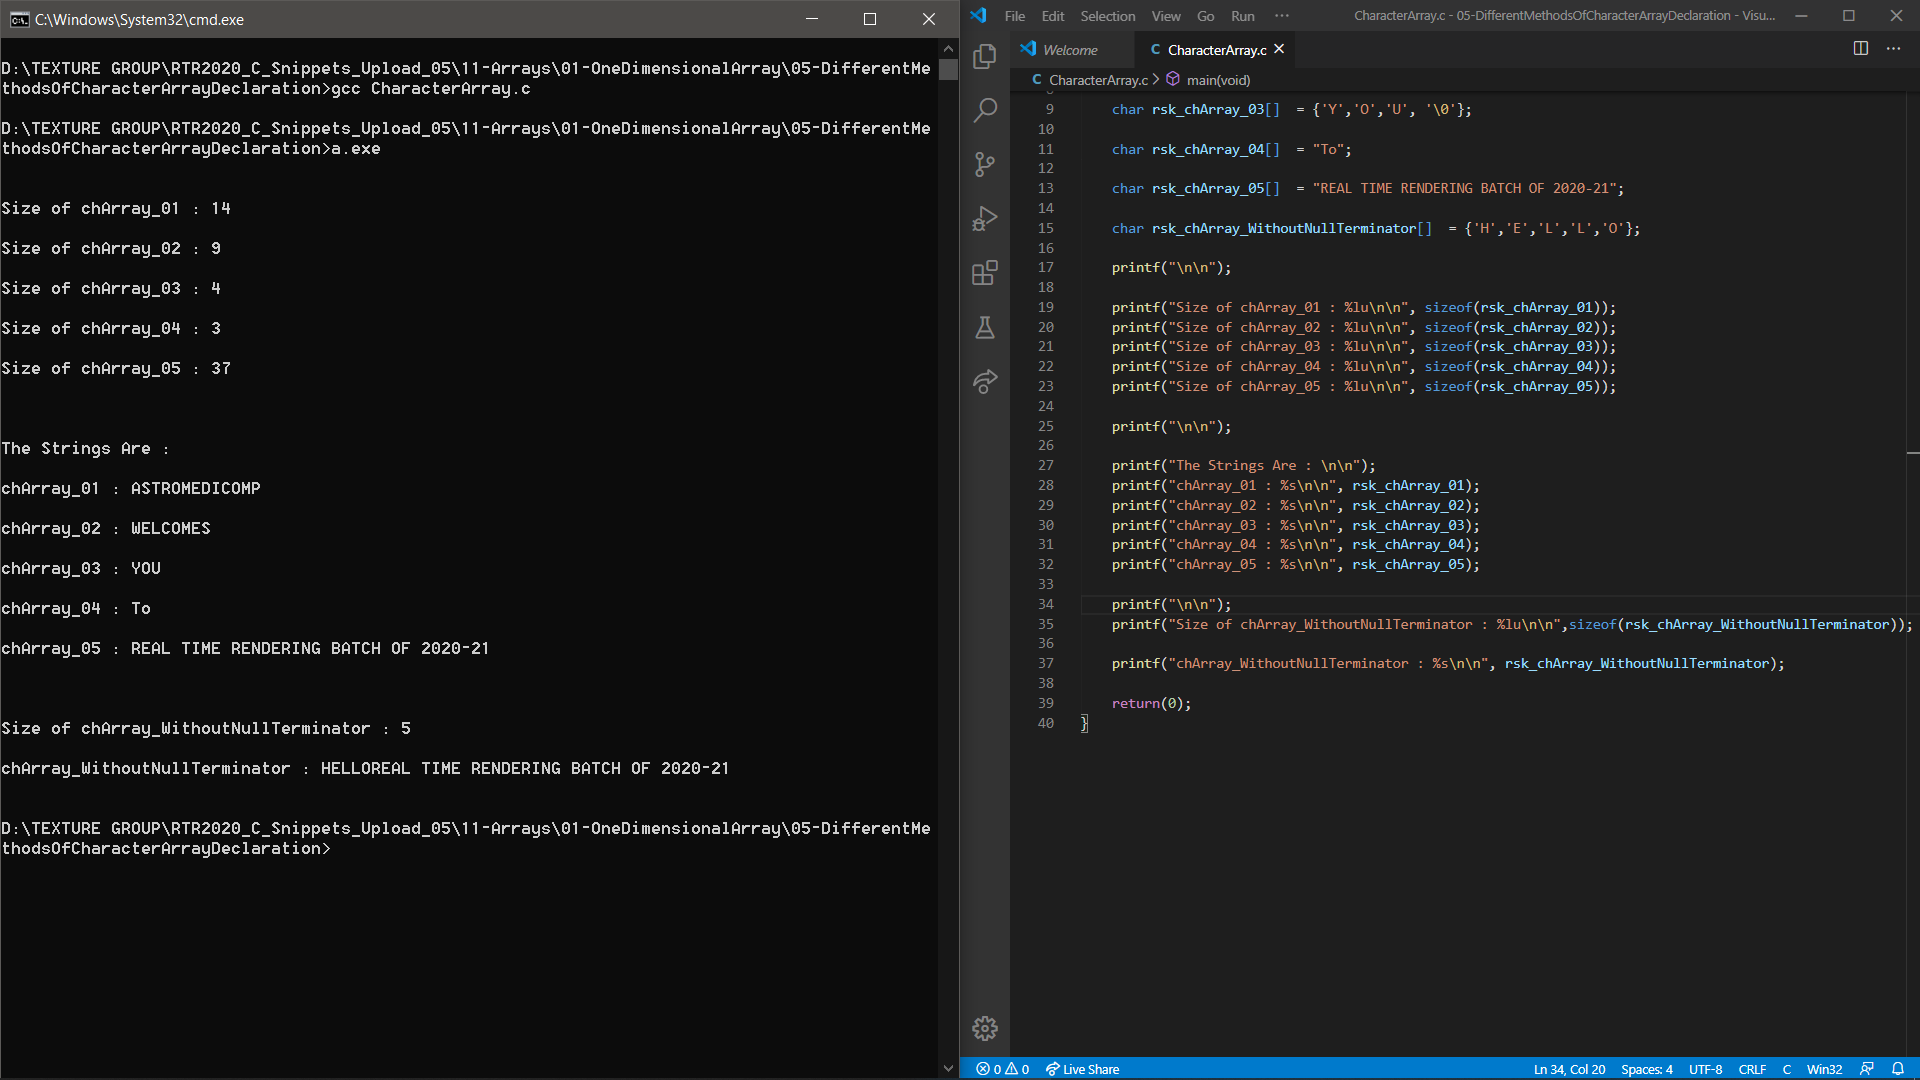 C:\Windows\System32\cmd.exe
D:\TEXTURE GROUP\RTR2020_C_Snippets_Upload_05\11-Arrays\01-OneDimensionalArray\05-DifferentMe
thodsOfCharacterArrayDeclaration>gcc CharacterArray.c
D:\TEXTURE GROUP\RTR2020_C_Snippets_Upload_05\11-Arrays\01-OneDimensionalArray\05-DifferentMe
thodsOfCharacterArrayDeclaration>a.exe
Size of chArray_01 : 14
Size of chArray_02 : 9
Size of chArray_03 : 4
Size of chArray_04 : 3
Size of chArray_05 : 37
The Strings Are :
chArray_01 : ASTROMEDICOMP
chArray_02 : WELCOMES
chArray_03 : YOU
chArray_04 : To
chArray_05 : REAL TIME RENDERING BATCH OF 2020-21
Size of chArray_WithoutNullTerminator : 5
chArray_WithoutNullTerminator : HELLOREAL TIME RENDERING BATCH OF 2020-21
D:\TEXTURE GROUP\RTR2020_C_Snippets_Upload_05\11-Arrays\01-OneDimensionalArray\05-DifferentMe
thodsOfCharacterArrayDeclaration>
File Edit Selection View Go Run ··· CharacterArray.c - 05-DifferentMethodsOfCharacterArrayDeclaration - Visu...
Welcome C CharacterArray.c
C CharacterArray.c > main(void)
9 char rsk_chArray_03[] = {'Y','O','U', '\0'};
10
11 char rsk_chArray_04[] = "To";
12
13 char rsk_chArray_05[] = "REAL TIME RENDERING BATCH OF 2020-21";
14
15 char rsk_chArray_WithoutNullTerminator[] = {'H','E','L','L','O'};
16
17 printf("\n\n");
18
19 printf("Size of chArray_01 : %lu\n\n", sizeof(rsk_chArray_01));
20 printf("Size of chArray_02 : %lu\n\n", sizeof(rsk_chArray_02));
21 printf("Size of chArray_03 : %lu\n\n", sizeof(rsk_chArray_03));
22 printf("Size of chArray_04 : %lu\n\n", sizeof(rsk_chArray_04));
23 printf("Size of chArray_05 : %lu\n\n", sizeof(rsk_chArray_05));
24
25 printf("\n\n");
26
27 printf("The Strings Are : \n\n");
28 printf("chArray_01 : %s\n\n", rsk_chArray_01);
29 printf("chArray_02 : %s\n\n", rsk_chArray_02);
30 printf("chArray_03 : %s\n\n", rsk_chArray_03);
31 printf("chArray_04 : %s\n\n", rsk_chArray_04);
32 printf("chArray_05 : %s\n\n", rsk_chArray_05);
33
34 printf("\n\n");
35 printf("Size of chArray_WithoutNullTerminator : %lu\n\n",sizeof(rsk_chArray_WithoutNullTerminator));
36
37 printf("chArray_WithoutNullTerminator : %s\n\n", rsk_chArray_WithoutNullTerminator);
38
39 return(0);
40 }
0 0 Live Share Ln 34, Col 20 Spaces: 4 UTF-8 CRLF C Win32